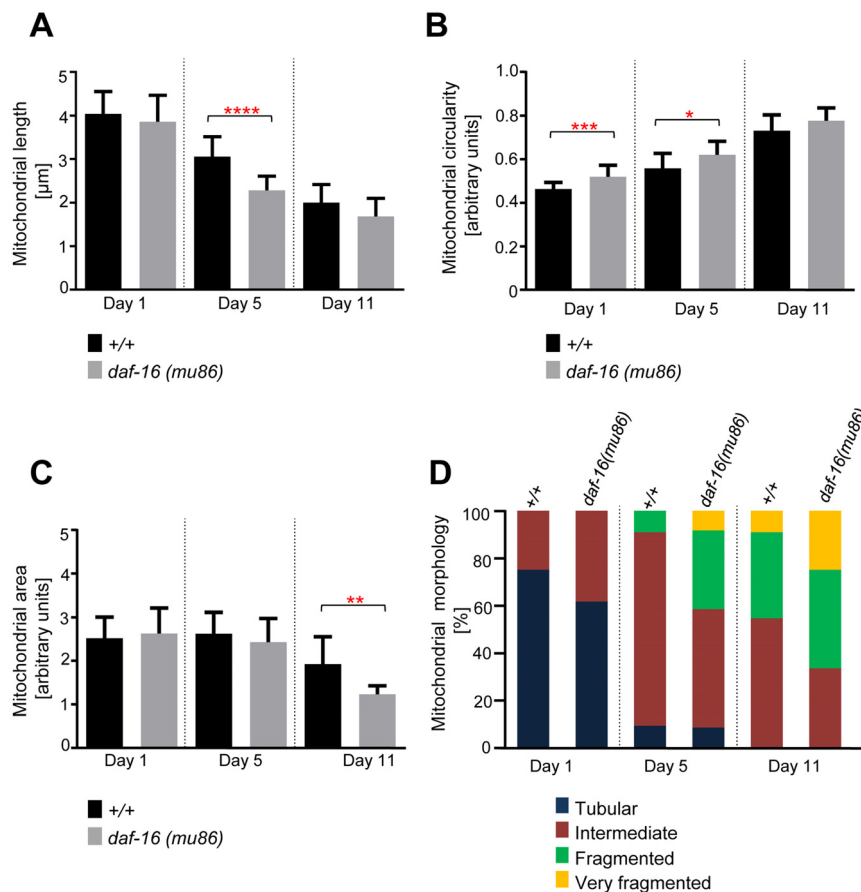 A
Mitochondrial length
[µm]
5
4
3
2
1
0
****
Day 1
Day 5
Day 11
+/+
daf-16 (mu86)
B
Mitochondrial circularity
[arbitrary units]
1.0
0.8
0.6
0.4
0.2
0
***
*
Day 1
Day 5
Day 11
+/+
daf-16 (mu86)
C
Mitochondrial area
[arbitrary units]
5
4
3
2
1
0
**
Day 1
Day 5
Day 11
+/+
daf-16 (mu86)
D
Mitochondrial morphology
[%]
100
80
60
40
20
0
+/+
daf-16(mu86)
+/+
daf-16(mu86)
+/+
daf-16(mu86)
Day 1
Day 5
Day 11
Tubular
Intermediate
Fragmented
Very fragmented